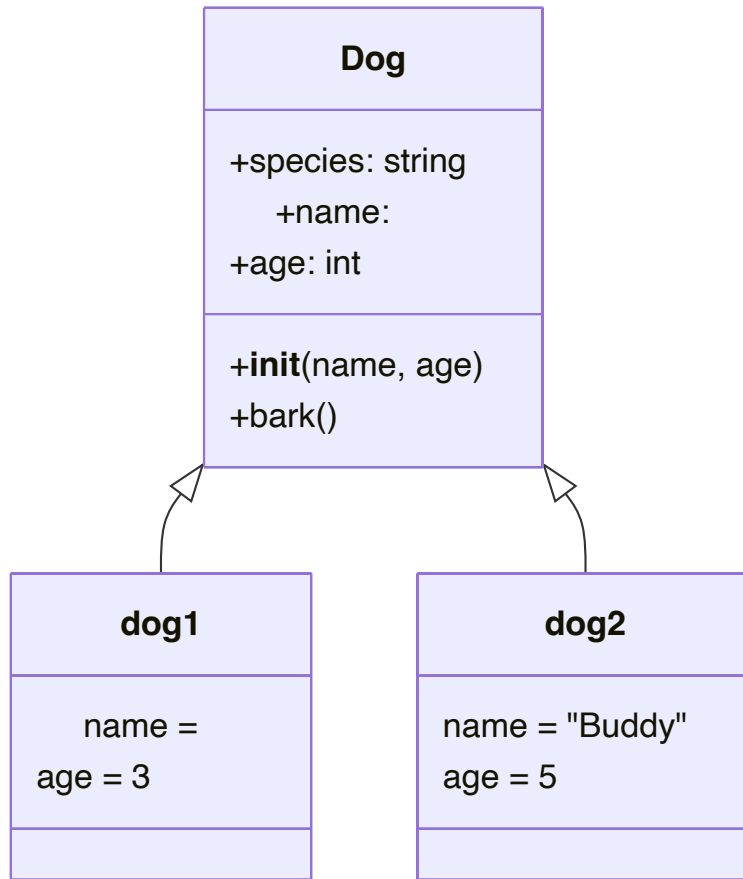 Dog
+species: string
+name:
+age: int
+init(name, age)
+bark()
dog1
name =
age = 3
dog2
name = "Buddy"
age = 5